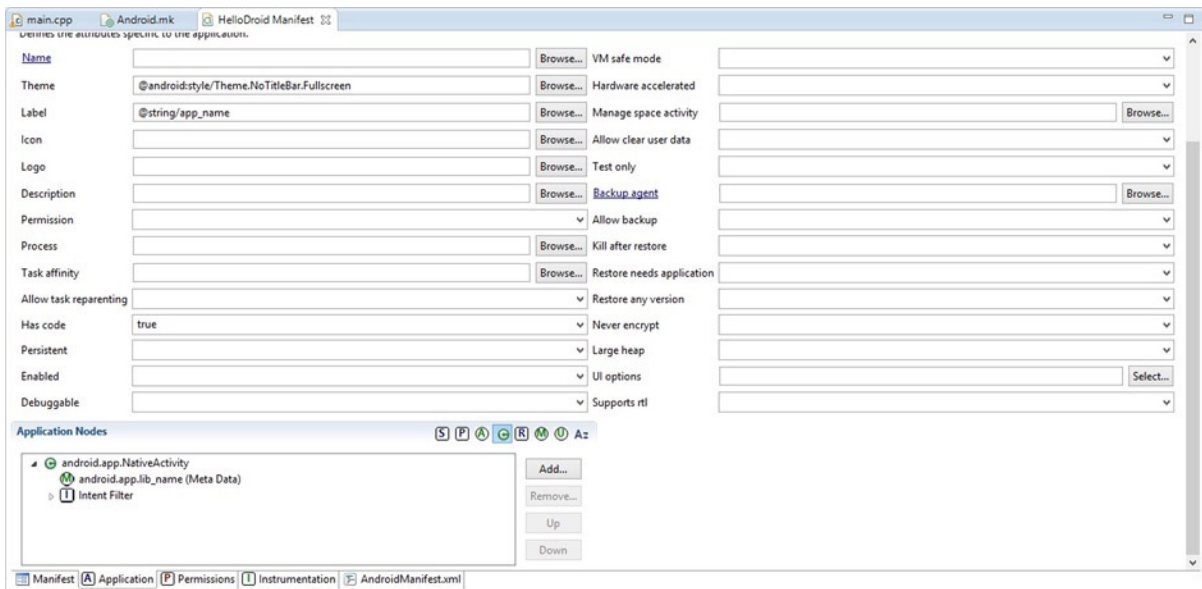 main.cpp Android.mk HelloDroid Manifest
Defines the attributes specific to the application.
Name Browse... VM safe mode
Theme @android:style/Theme.NoTitleBar.Fullscreen Browse... Hardware accelerated
Label @string/app_name Browse... Manage space activity Browse...
Icon Browse... Allow clear user data
Logo Browse... Test only
Description Browse... Backup agent Browse...
Permission Allow backup
Process Browse... Kill after restore
Task affinity Browse... Restore needs application
Allow task reparenting Restore any version
Has code true Never encrypt
Persistent Large heap
Enabled UI options Select...
Debuggable Supports rtl
Application Nodes S P A R M U Az
android.app.NativeActivity Add...
M android.app.lib_name (Meta Data)
I Intent Filter Remove...
Up
Down
Manifest A Application P Permissions I Instrumentation AndroidManifest.xml